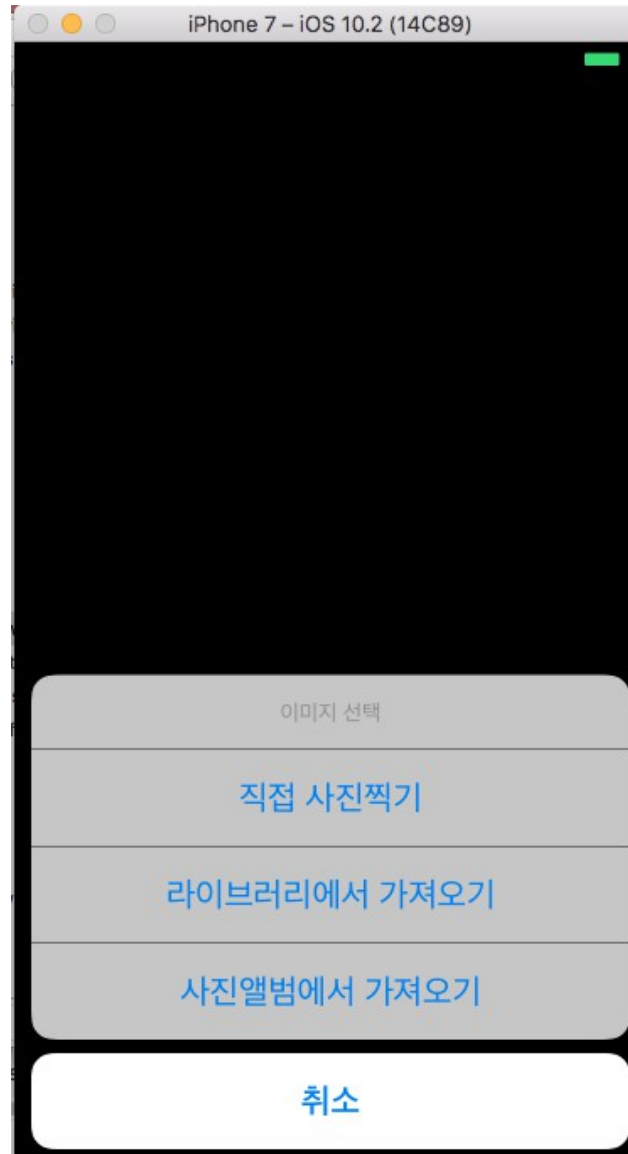 iPhone 7 – iOS 10.2 (14C89)
이미지 선택
직접 사진찍기
라이브러리에서 가져오기
사진앨범에서 가져오기
취소